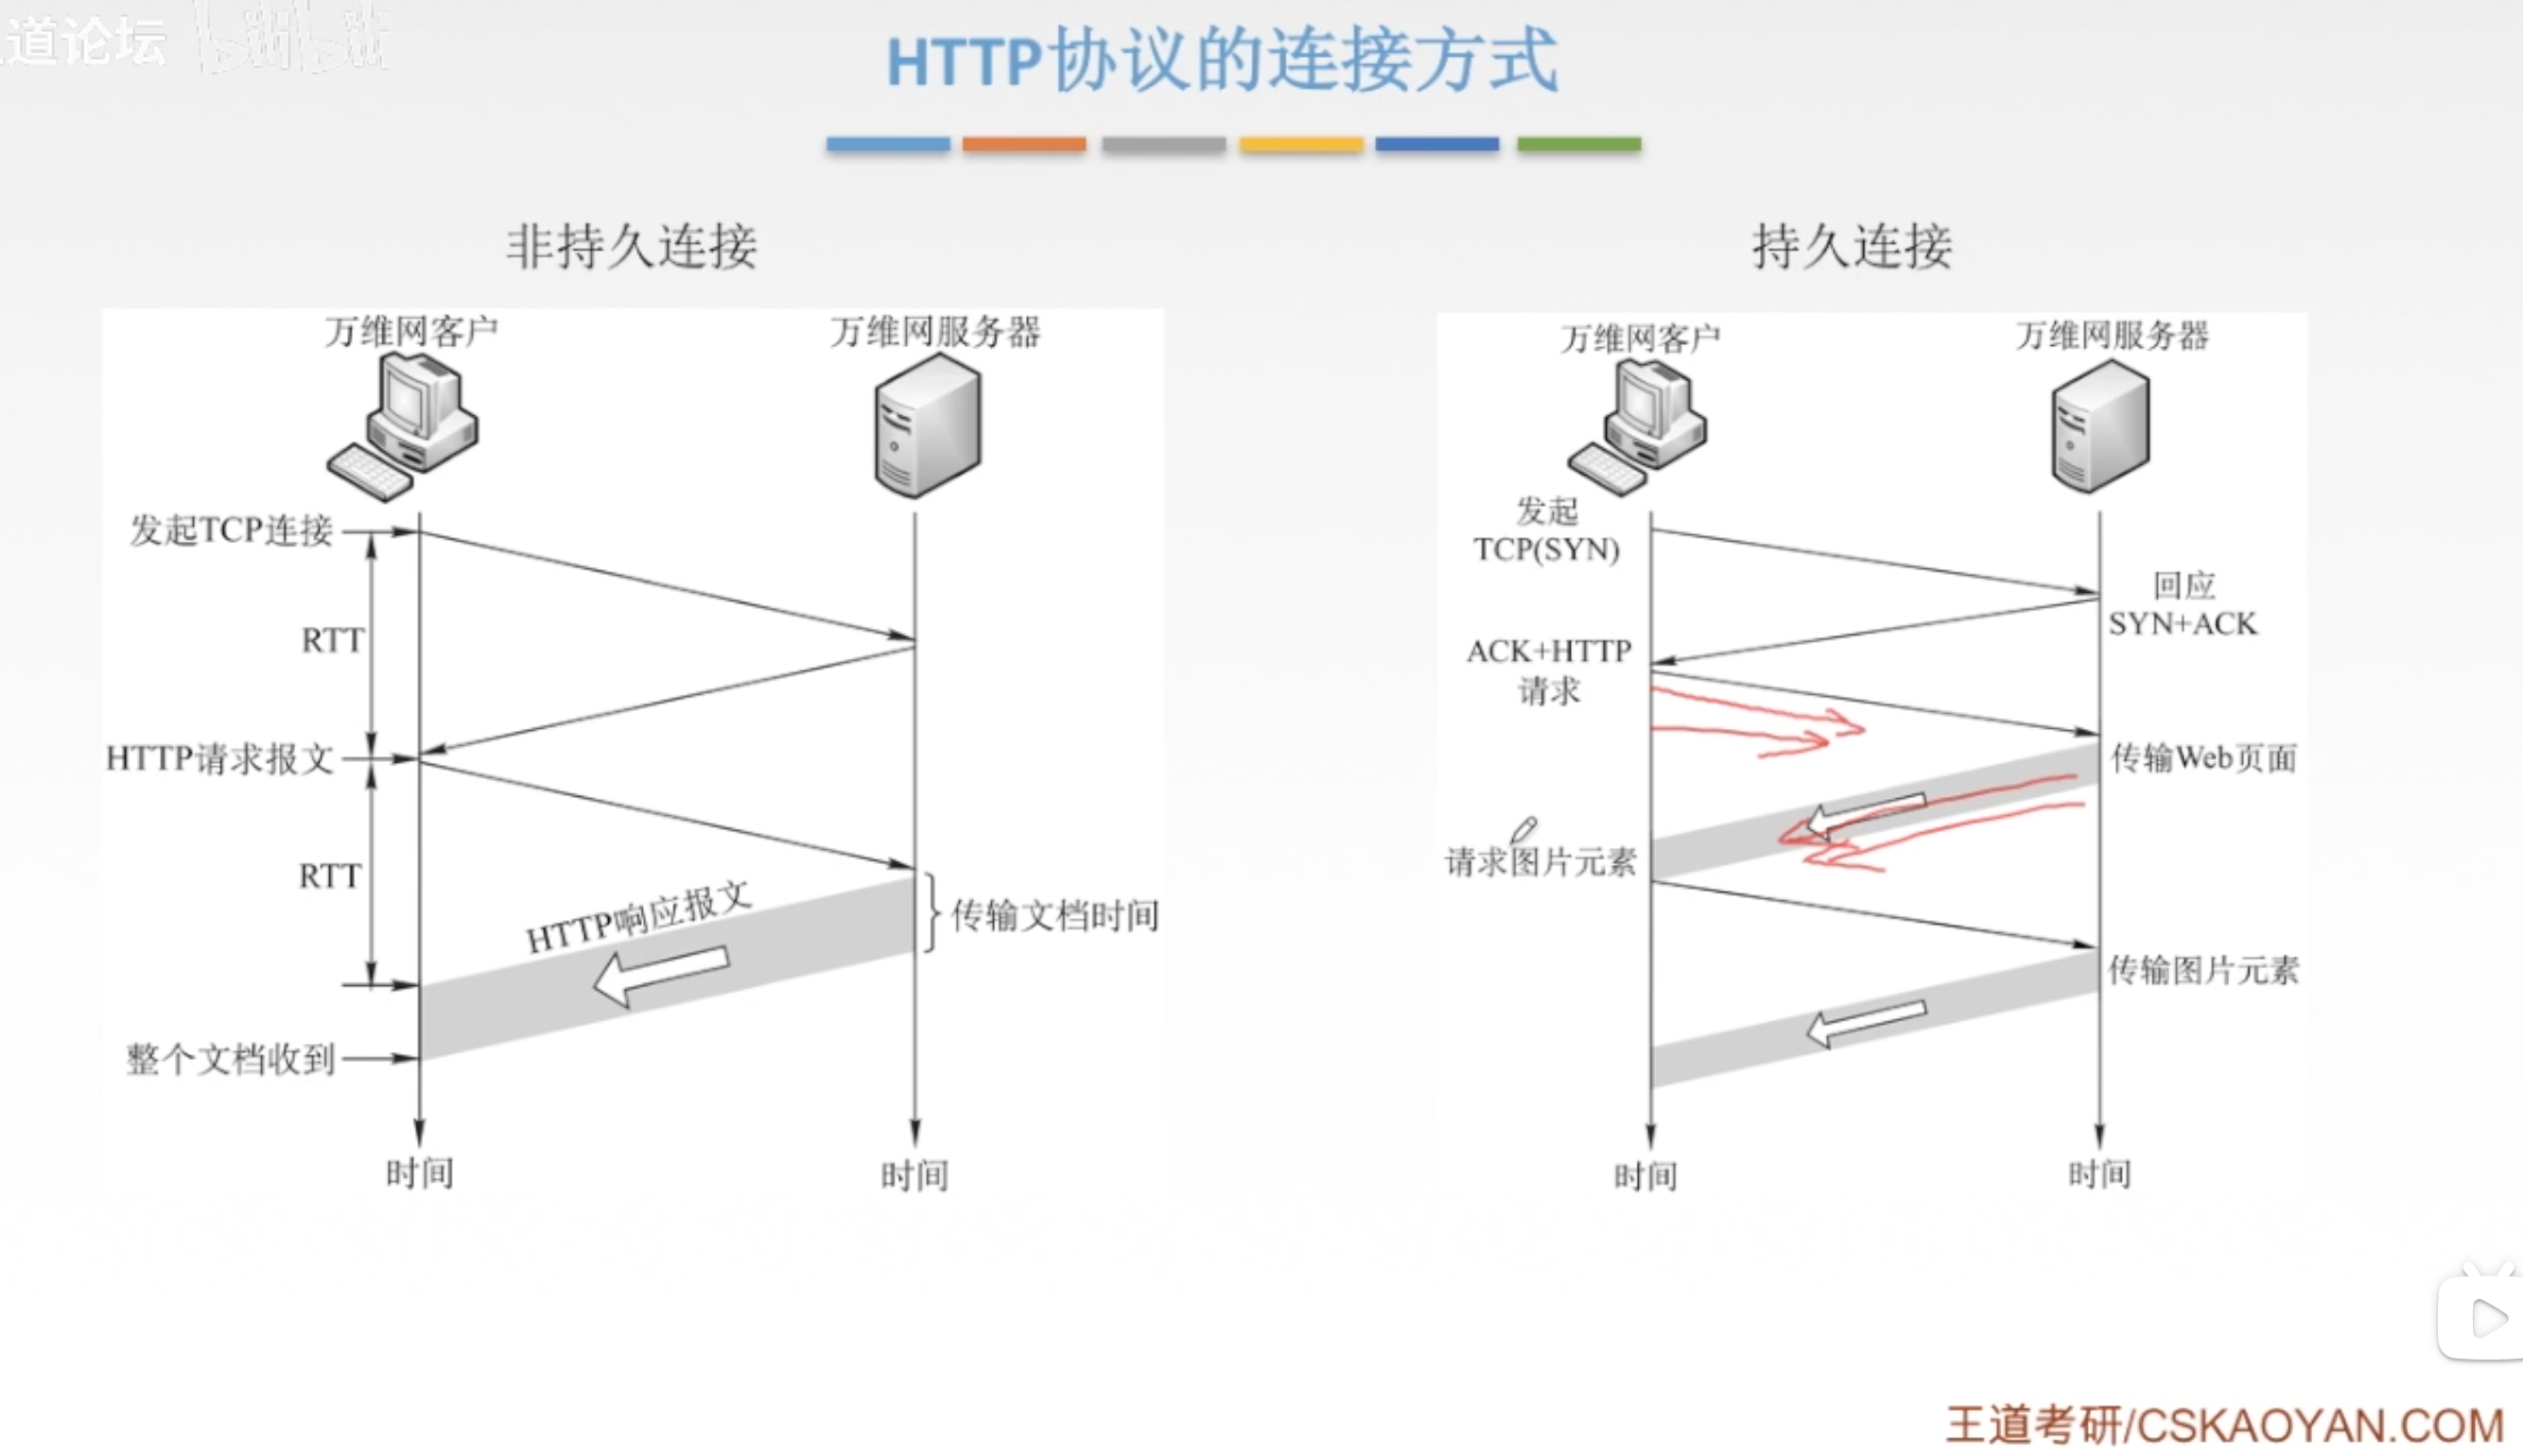 道论坛
bilibili
HTTP协议的连接方式
非持久连接
万维网客户
万维网服务器
发起TCP连接
RTT
HTTP请求报文
RTT
HTTP响应报文
传输文档时间
整个文档收到
时间
时间
持久连接
万维网客户
万维网服务器
发起
TCP(SYN)
回应
SYN+ACK
ACK+HTTP
请求
传输Web页面
请求图片元素
传输图片元素
时间
时间
王道考研/CSKAOYAN.COM